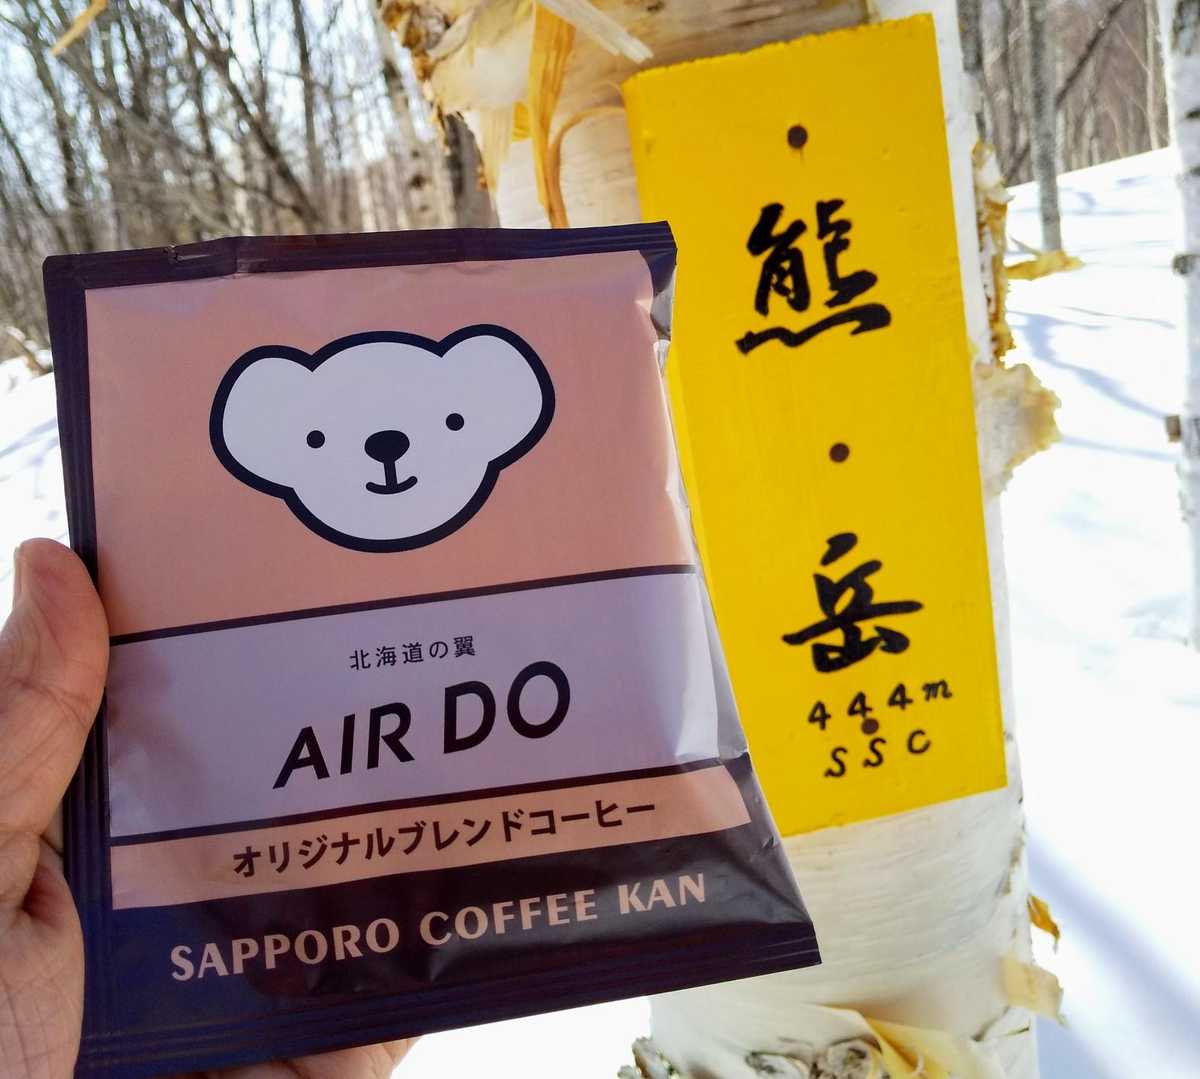 北海道の翼
AIR DO
オリジナルブレンドコーヒー
SAPPORO COFFEE KAN
熊
岳
444m
SSC